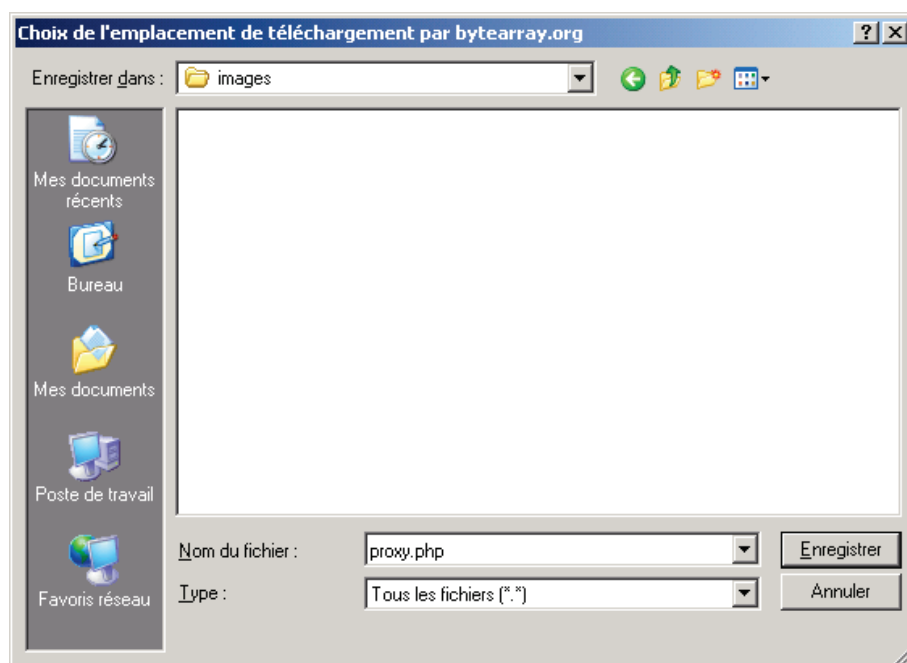 Choix de l'emplacement de téléchargement par bytearray.org
Enregistrer dans :
images
Mes documents
récents
Bureau
Mes documents
Poste de travail
Favoris réseau
Nom du fichier :
proxy.php
Enregistrer
Type :
Tous les fichiers (*.*)
Annuler